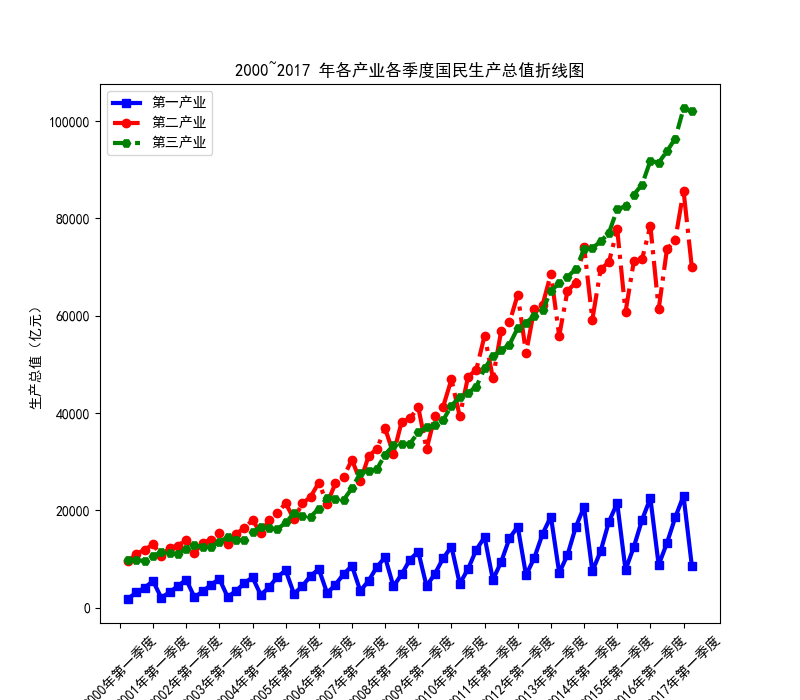 2000~2017 年各产业各季度国民生产总值折线图
第一产业
第二产业
第三产业
生产总值（亿元）
100000
80000
60000
40000
20000
0
2000年第一季度
2001年第一季度
2002年第一季度
2003年第一季度
2004年第一季度
2005年第一季度
2006年第一季度
2007年第一季度
2008年第一季度
2009年第一季度
2010年第一季度
2011年第一季度
2012年第一季度
2013年第一季度
2014年第一季度
2015年第一季度
2016年第一季度
2017年第一季度